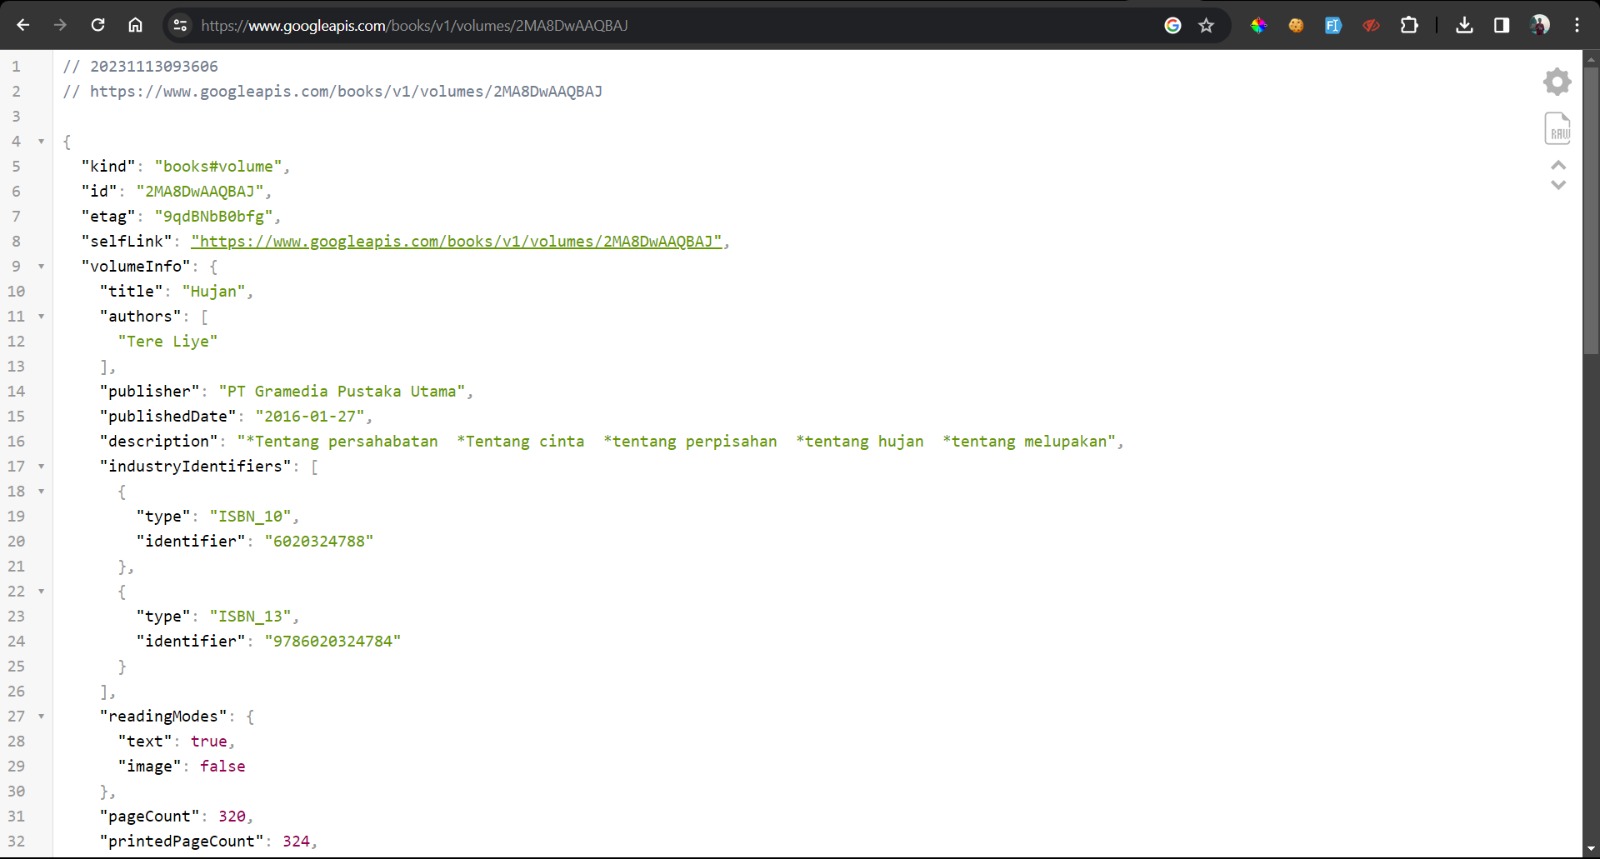 https://www.googleapis.com/books/v1/volumes/2MA8DwAAQBAJ
1 // 20231113093606
2 // https://www.googleapis.com/books/v1/volumes/2MA8DwAAQBAJ
3
4 {
5 "kind": "books#volume",
6 "id": "2MA8DwAAQBAJ",
7 "etag": "9qdBNbB0bfg",
8 "selfLink": "https://www.googleapis.com/books/v1/volumes/2MA8DwAAQBAJ",
9 "volumeInfo": {
10 "title": "Hujan",
11 "authors": [
12 "Tere Liye"
13 ],
14 "publisher": "PT Gramedia Pustaka Utama",
15 "publishedDate": "2016-01-27",
16 "description": "*Tentang persahabatan  *Tentang cinta  *tentang perpisahan  *tentang hujan  *tentang melupakan",
17 "industryIdentifiers": [
18 {
19 "type": "ISBN_10",
20 "identifier": "6020324788"
21 },
22 {
23 "type": "ISBN_13",
24 "identifier": "9786020324784"
25 }
26 ],
27 "readingModes": {
28 "text": true,
29 "image": false
30 },
31 "pageCount": 320,
32 "printedPageCount": 324,
RAW